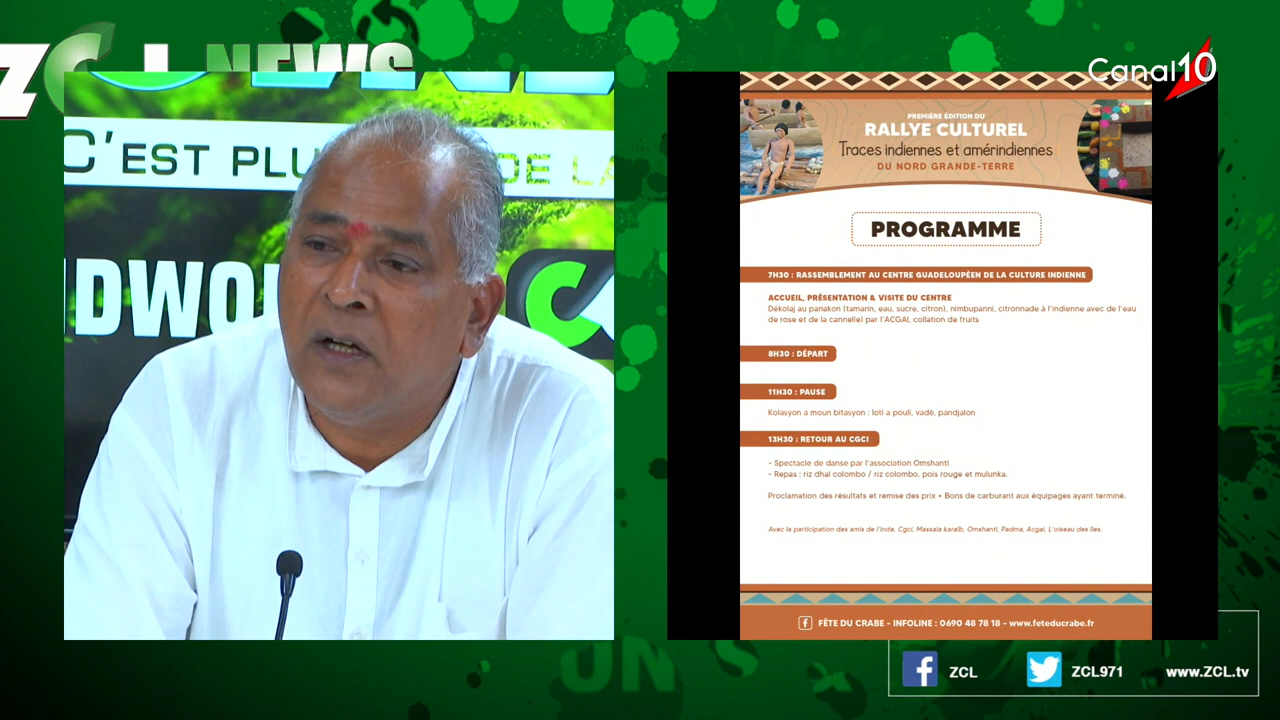 ZCL NEWS
Canal 10
C'EST PLU DE LA
NDWO
PREMIÈRE ÉDITION DU
RALLYE CULTUREL
Traces indiennes et amérindiennes
DU NORD GRANDE-TERRE
PROGRAMME
7H30 : RASSEMBLEMENT AU CENTRE GUADELOUPÉEN DE LA CULTURE INDIENNE
ACCUEIL, PRÉSENTATION & VISITE DU CENTRE
Dékolaj au panakon (tamarin, eau, sucre, citron), nimbupanni, citronnade à l'indienne avec de l'eau
de rose et de la cannelle) par l'ACGAI, collation de fruits
8H30 : DÉPART
11H30 : PAUSE
Kolasyon a moun bitasyon : loti a pouli, vadè, pandjalon
13H30 : RETOUR AU CGCI
- Spectacle de danse par l'association Omshanti
- Repas : riz dhal colombo / riz colombo, pois rouge et mulunka.
Proclamation des résultats et remise des prix + Bons de carburant aux équipages ayant terminé.
Avec la participation des amis de l'Inde, Cgci, Massala karaïb, Omshanti, Padma, Acgai, L'oiseau des îles.
FÊTE DU CRABE - INFOLINE : 0690 48 78 18 - www.feteducrabe.fr
ZCL ZCL971 www.ZCL.tv